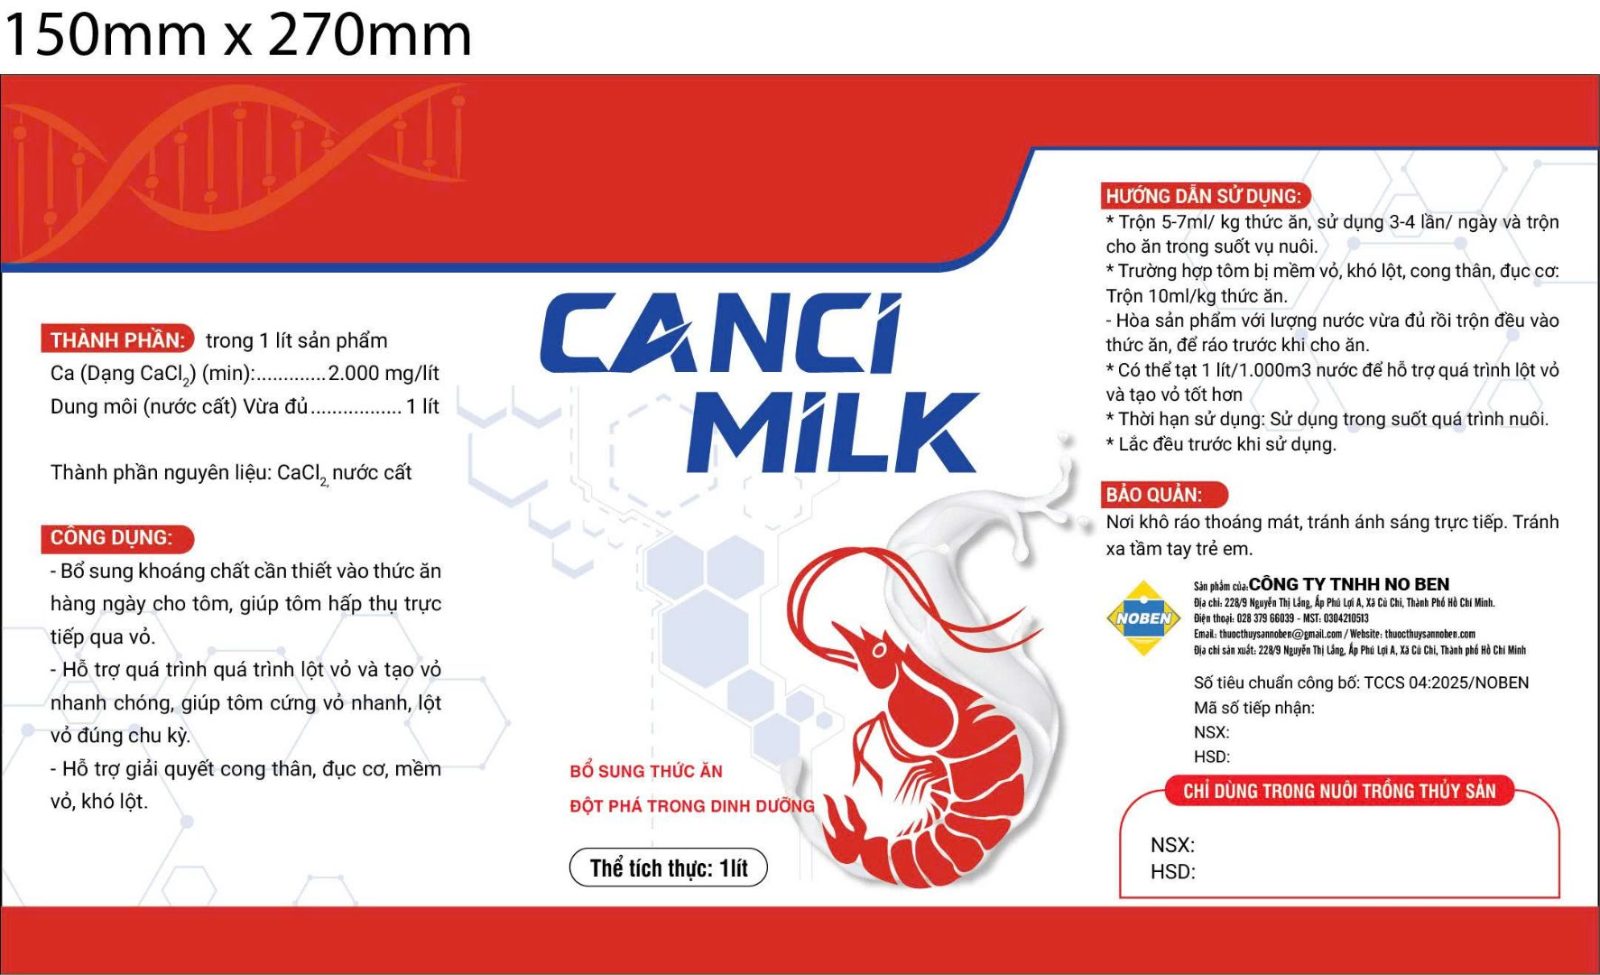 150mm x 270mm
THÀNH PHẦN: trong 1 lít sản phẩm
Ca (Dạng CaCl2) (min):.............2.000 mg/lít
Dung môi (nước cất) Vừa đủ................. 1 lít
Thành phần nguyên liệu: CaCl2, nước cất
CÔNG DỤNG:
- Bổ sung khoáng chất cần thiết vào thức ăn
hàng ngày cho tôm, giúp tôm hấp thụ trực
tiếp qua vỏ.
- Hỗ trợ quá trình quá trình lột vỏ và tạo vỏ
nhanh chóng, giúp tôm cứng vỏ nhanh, lột
vỏ đúng chu kỳ.
- Hỗ trợ giải quyết cong thân, đục cơ, mềm
vỏ, khó lột.
CANCI
MILK
BỔ SUNG THỨC ĂN
ĐỘT PHÁ TRONG DINH DƯỠNG
Thể tích thực: 1lít
HƯỚNG DẪN SỬ DỤNG:
* Trộn 5-7ml/ kg thức ăn, sử dụng 3-4 lần/ ngày và trộn
cho ăn trong suốt vụ nuôi.
* Trường hợp tôm bị mềm vỏ, khó lột, cong thân, đục cơ:
Trộn 10ml/kg thức ăn.
- Hòa sản phẩm với lượng nước vừa đủ rồi trộn đều vào
thức ăn, để ráo trước khi cho ăn.
* Có thể tạt 1 lít/1.000m3 nước để hỗ trợ quá trình lột vỏ
và tạo vỏ tốt hơn
* Thời hạn sử dụng: Sử dụng trong suốt quá trình nuôi.
* Lắc đều trước khi sử dụng.
BẢO QUẢN:
Nơi khô ráo thoáng mát, tránh ánh sáng trực tiếp. Tránh
xa tầm tay trẻ em.
NOBEN
Sản phẩm của: CÔNG TY TNHH NO BEN
Địa chỉ: 228/9 Nguyễn Thị Lắng, Ấp Phú Lợi A, Xã Củ Chi, Thành Phố Hồ Chí Minh.
Điện thoại: 028 379 66039 - MST: 0304210513
Email: thuocthuysannoben@gmail.com / Website: thuocthuysannoben.com
Địa chỉ sản xuất: 228/9 Nguyễn Thị Lắng, Ấp Phú Lợi A, Xã Củ Chi, Thành phố Hồ Chí Minh
Số tiêu chuẩn công bố: TCCS 04:2025/NOBEN
Mã số tiếp nhận:
NSX:
HSD:
CHỈ DÙNG TRONG NUÔI TRỒNG THỦY SẢN
NSX:
HSD: